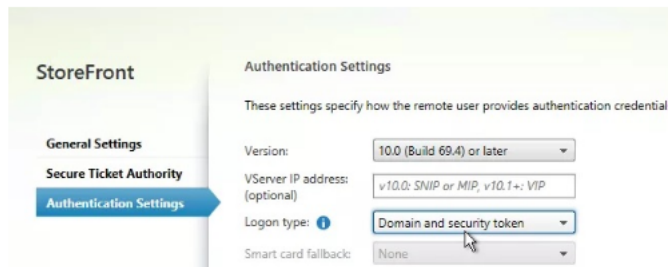 StoreFront
Authentication Settings
These settings specify how the remote user provides authentication credential
General Settings
Secure Ticket Authority
Authentication Settings
Version:
10.0 (Build 69.4) or later
VServer IP address:
(optional)
v10.0: SNIP or MIP, v10.1+: VIP
Logon type:
Domain and security token
Smart card fallback:
None